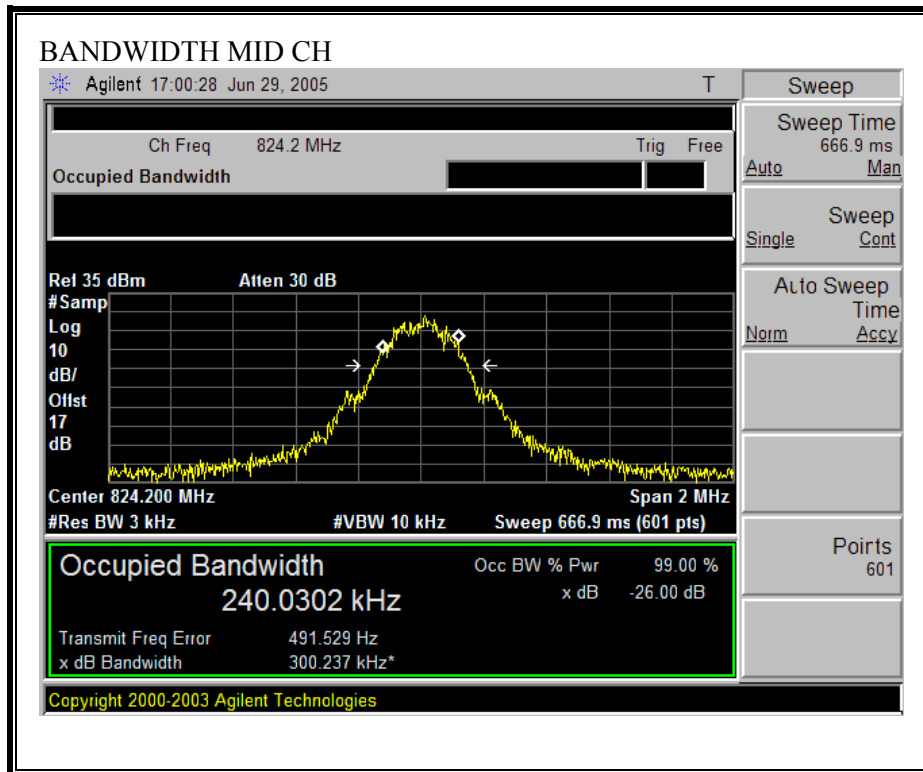 BANDWIDTH MID CH
Agilent 17:00:28 Jun 29, 2005 T
Ch Freq 824.2 MHz Trig Free
Occupied Bandwidth
Ref 35 dBm Atten 30 dB
#Samp
Log
10
dB/
Offst
17
dB
Center 824.200 MHz Span 2 MHz
#Res BW 3 kHz #VBW 10 kHz Sweep 666.9 ms (601 pts)
Occupied Bandwidth Occ BW % Pwr 99.00 %
240.0302 kHz x dB -26.00 dB
Transmit Freq Error 491.529 Hz
x dB Bandwidth 300.237 kHz*
Copyright 2000-2003 Agilent Technologies
Sweep
Sweep Time
666.9 ms
Auto Man
Sweep
Single Cont
Auto Sweep
Time
Norm Accy
Points
601